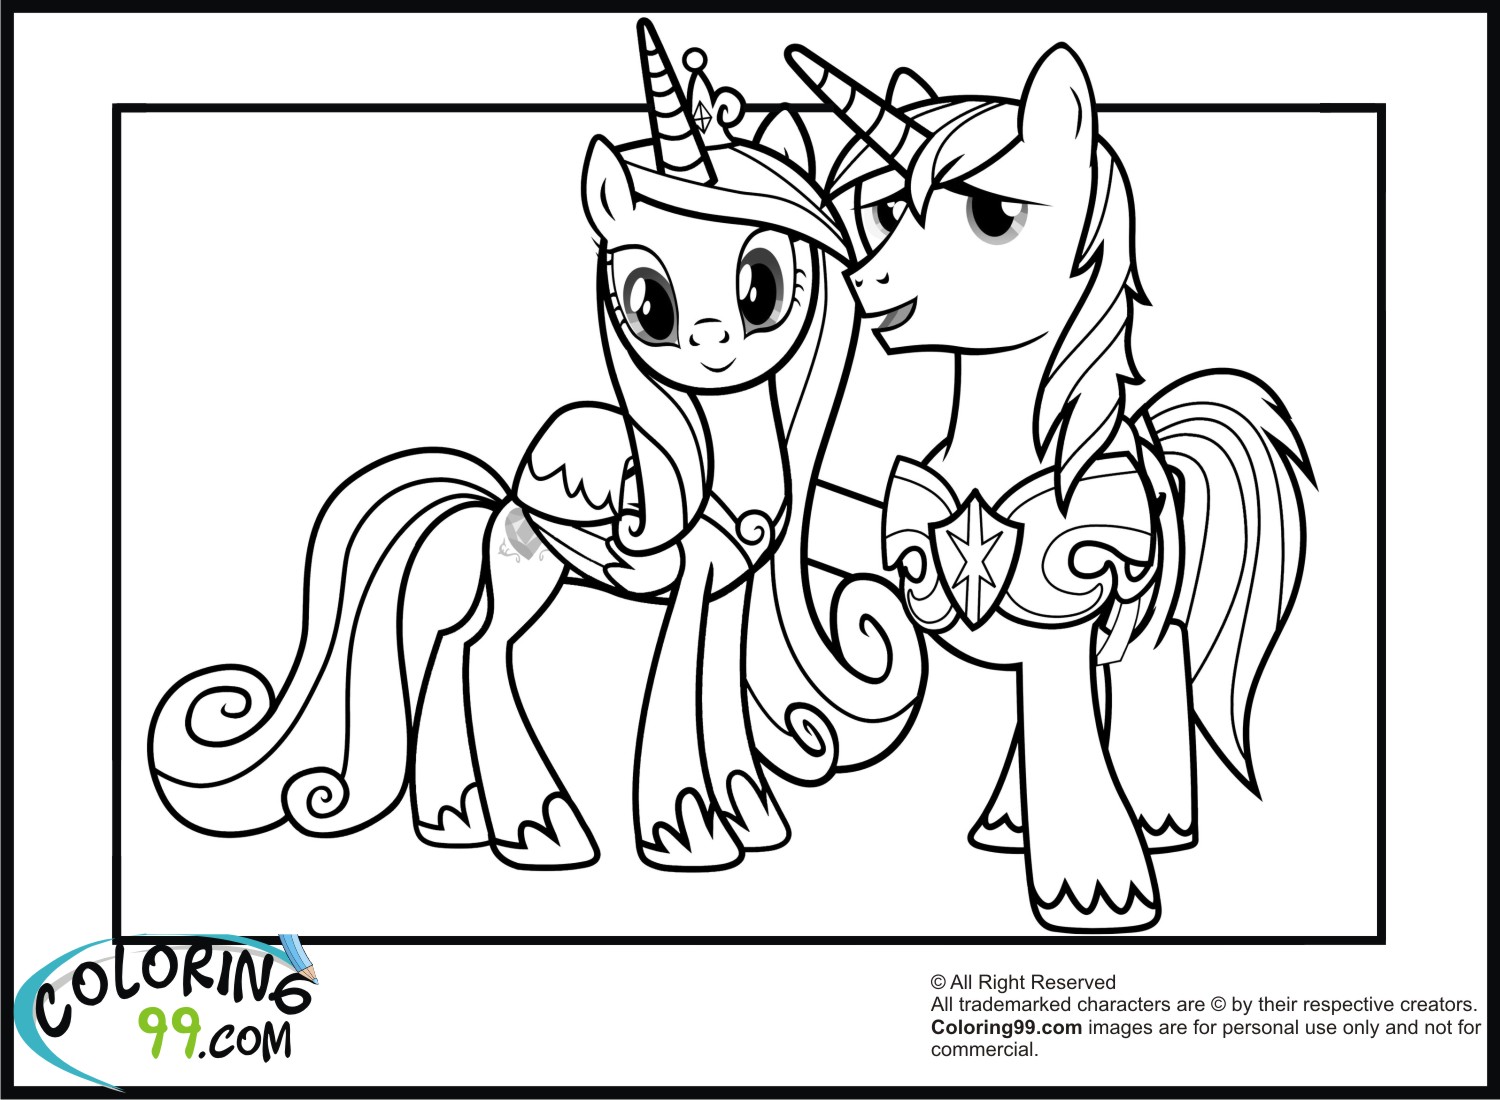 COLORING
99.COM
© All Right Reserved
All trademarked characters are © by their respective creators.
Coloring99.com images are for personal use only and not for
commercial.